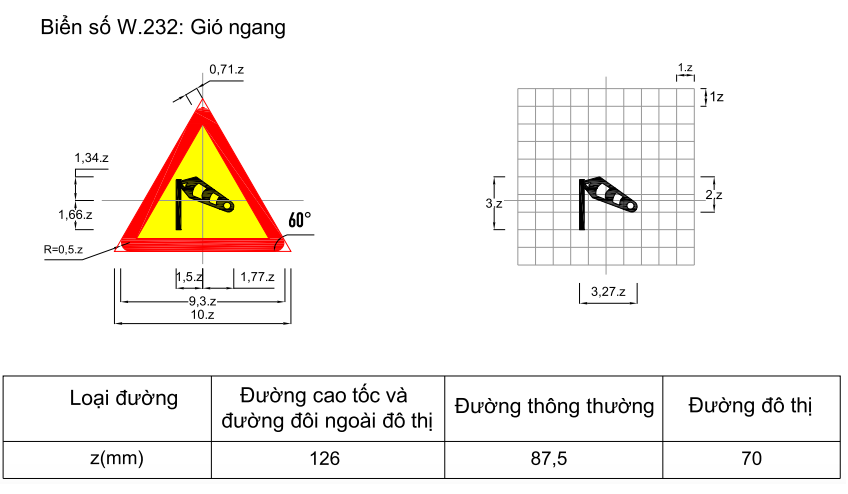 Biển số W.232: Gió ngang
0,71.z
1.z
1z
1,34.z
1,66.z
3,z
2,z
60°
R=0,5.z
1,5.z
1,77.z
9,3.z
10.z
3,27.z
Loại đường
Đường cao tốc và
đường đôi ngoài đô thị
Đường thông thường
Đường đô thị
z(mm)
126
87,5
70